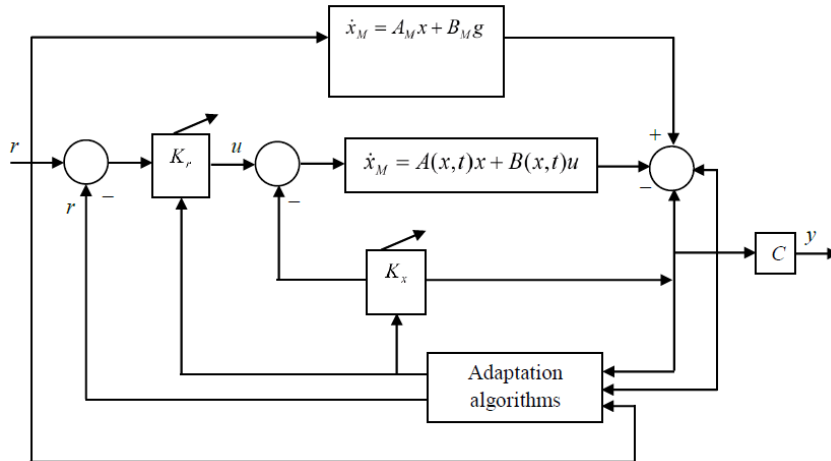 ẋ_M = A_M x + B_M g
+
r
K_r
u
ẋ_M = A(x,t)x + B(x,t)u
−
−
r
−
y
C
K_x
Adaptation
algorithms